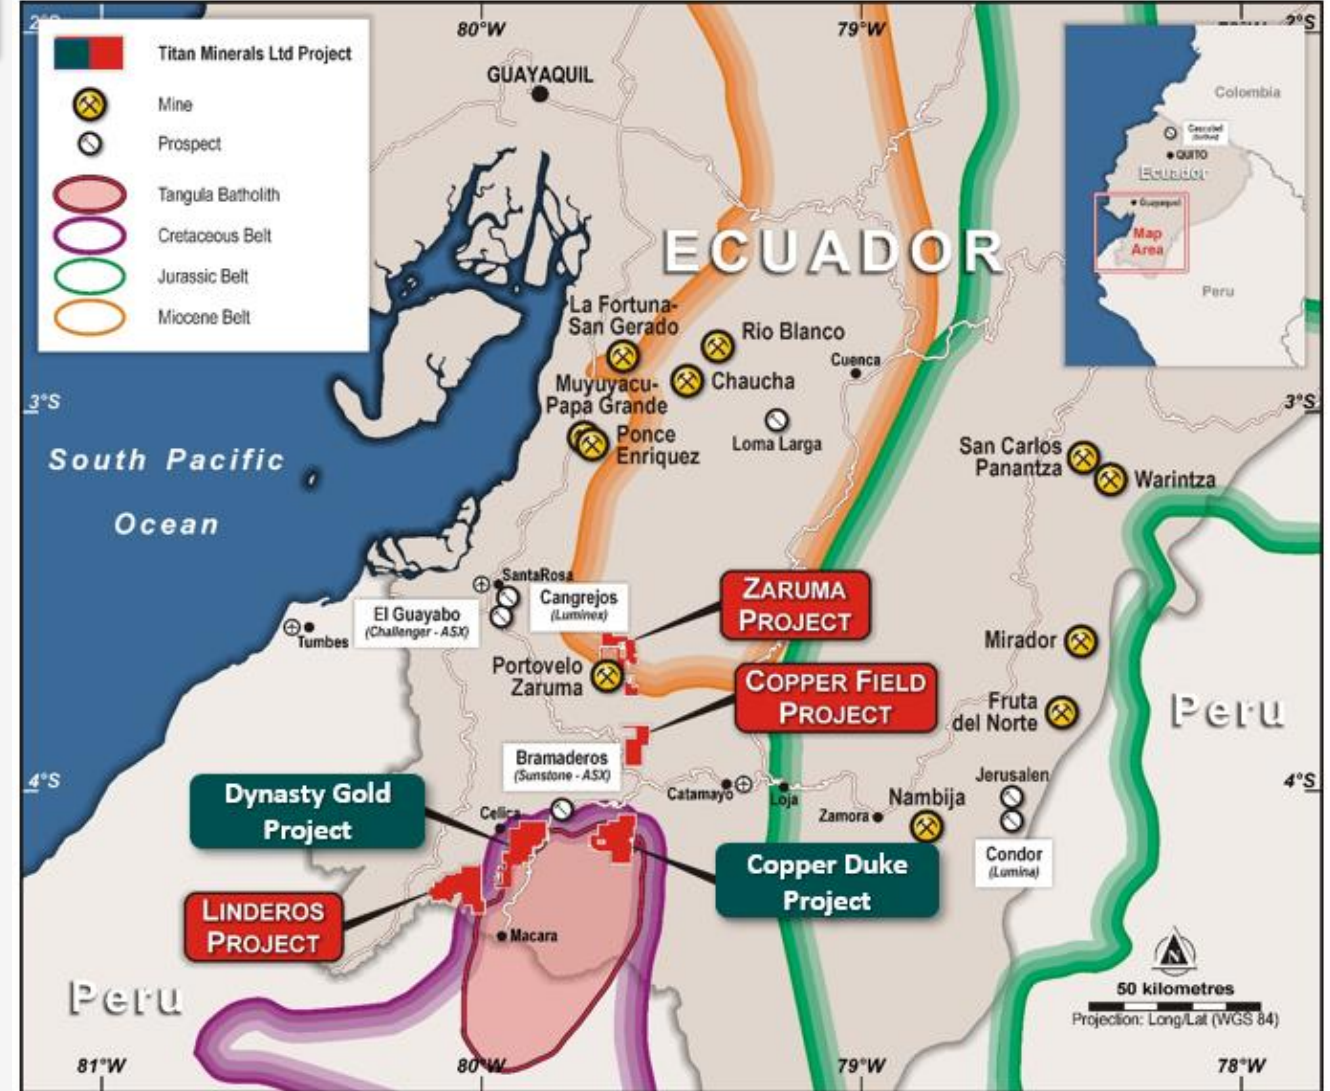 2°S
80°W
79°W
2°S
Titan Minerals Ltd Project
Mine
Prospect
Tangula Batholith
Cretaceous Belt
Jurassic Belt
Miocene Belt
GUAYAQUIL
Colombia
Cascabel
QUITO
Ecuador
Guayaquil
Map
Area
Peru
ECUADOR
La Fortuna-
San Gerado
Rio Blanco
Cuenca
Muyuyacu-
Papa Grande
Chaucha
3°S
3°S
Ponce
Enriquez
Loma Larga
San Carlos
Panantza
Warintza
South Pacific
Ocean
SantaRosa
El Guayabo
(Challenger - ASX)
Cangrejos
(Luminex)
ZARUMA
PROJECT
Tumbes
Portovelo
Zaruma
Mirador
COPPER FIELD
PROJECT
Fruta
del Norte
Peru
Bramaderos
(Sunstone - ASX)
Dynasty Gold
Project
Celica
Catamayo
Loja
Zamora
Nambija
Jerusalen
4°S
4°S
Condor
(Lumina)
Copper Duke
Project
LINDEROS
PROJECT
Macara
Peru
N
50 kilometres
Projection: Long/Lat (WGS 84)
81°W
80°W
79°W
78°W